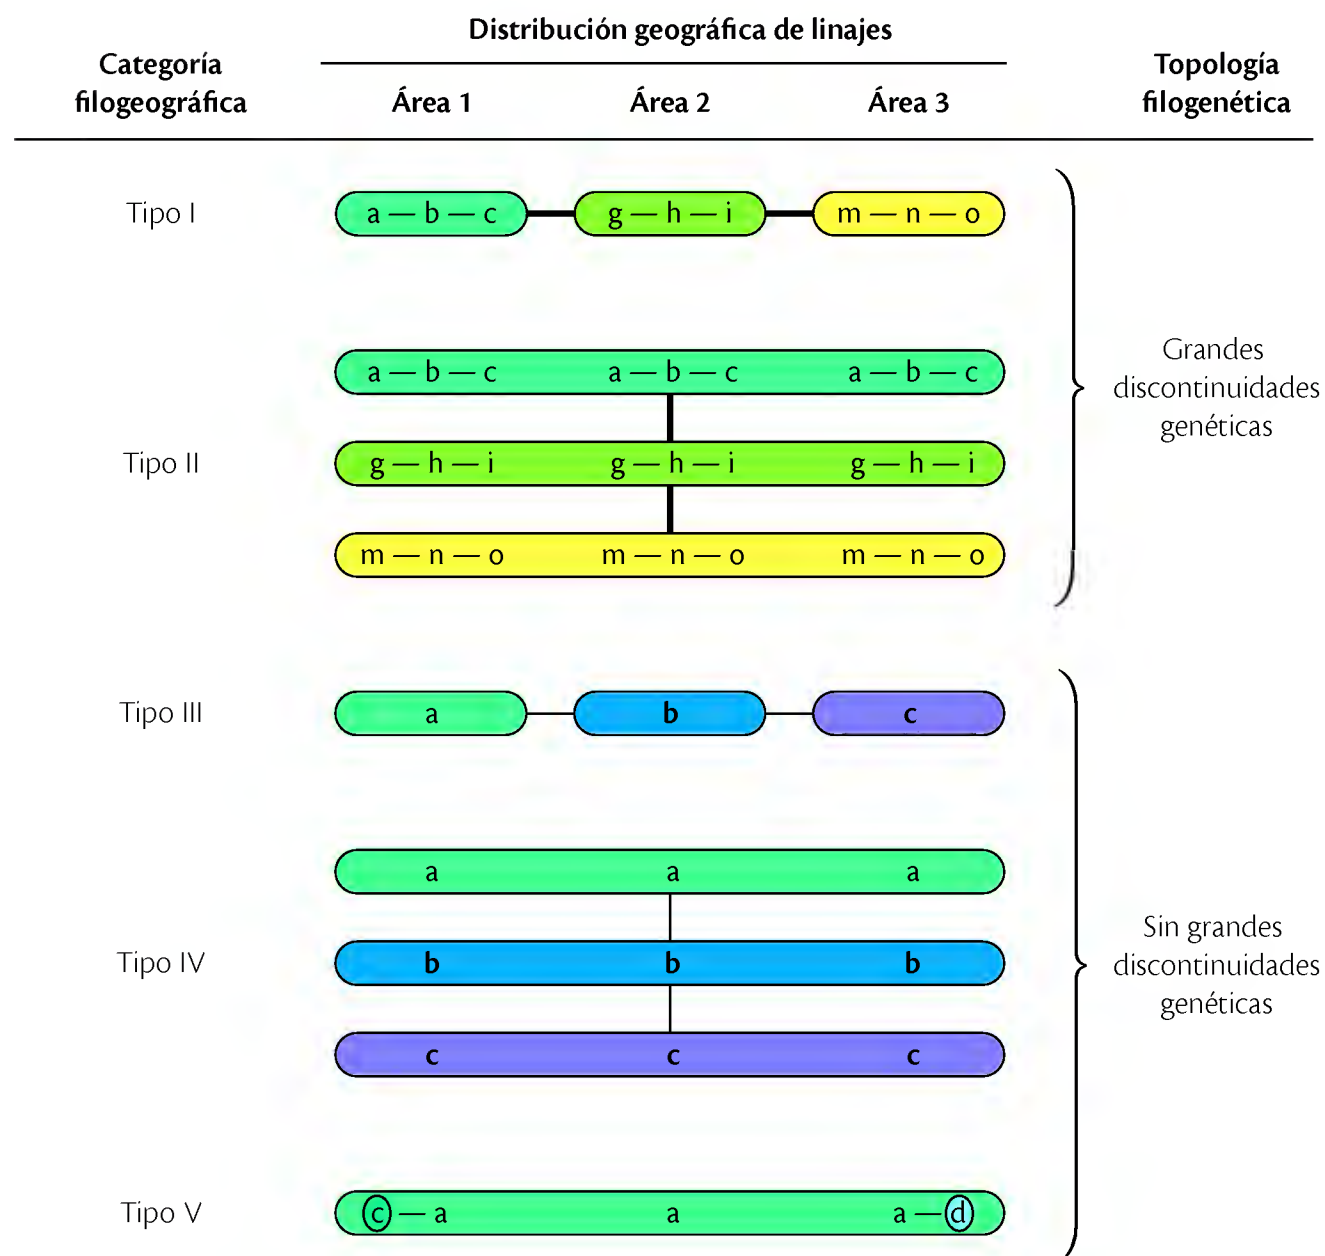 Distribución geográfica de linajes
Categoría
filogeográfica
Área 1
Área 2
Área 3
Topología
filogenética
Tipo I
a — b — c
g — h — i
m — n — o
Grandes
discontinuidades
genéticas
Tipo II
a — b — c
a — b — c
a — b — c
g — h — i
g — h — i
g — h — i
m — n — o
m — n — o
m — n — o
Tipo III
a
b
c
Sin grandes
discontinuidades
genéticas
Tipo IV
a
a
a
b
b
b
c
c
c
Tipo V
c — a
a
a — d